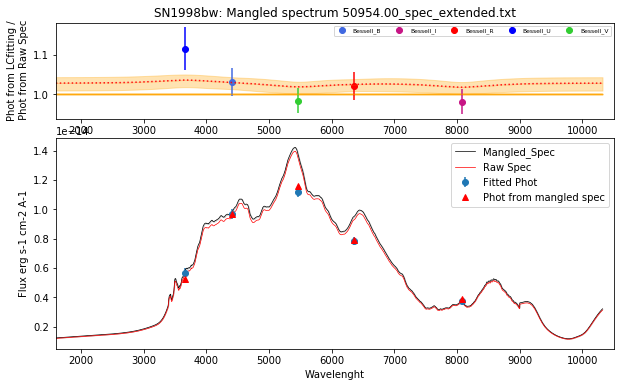 SN1998bw: Mangled spectrum 50954.00_spec_extended.txt
Phot from LCfitting /
Phot from Raw Spec
Bessell_B Bessell_I Bessell_R Bessell_U Bessell_V
1.1
1.0
2000 3000 4000 5000 6000 7000 8000 9000 10000
1e−14
Flux erg s-1 cm-2 A-1
Mangled_Spec
Raw Spec
Fitted Phot
Phot from mangled spec
1.4
1.2
1.0
0.8
0.6
0.4
0.2
2000 3000 4000 5000 6000 7000 8000 9000 10000
Wavelenght